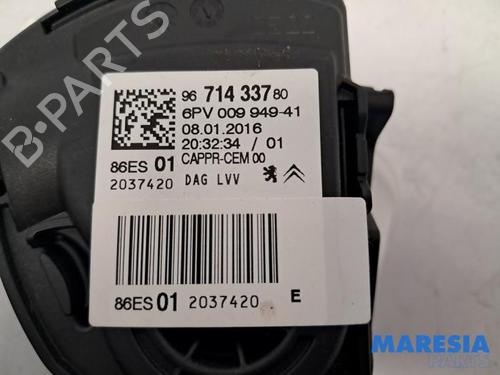 96 714 337 80
6PV 009 949-41
08.01.2016
20:32:34 / 01
CAPPR-CEM 00
86ES 01
2037420 DAG LVV
86ES 01 2037420 E
B-PARTS
MARESIA
PARTS